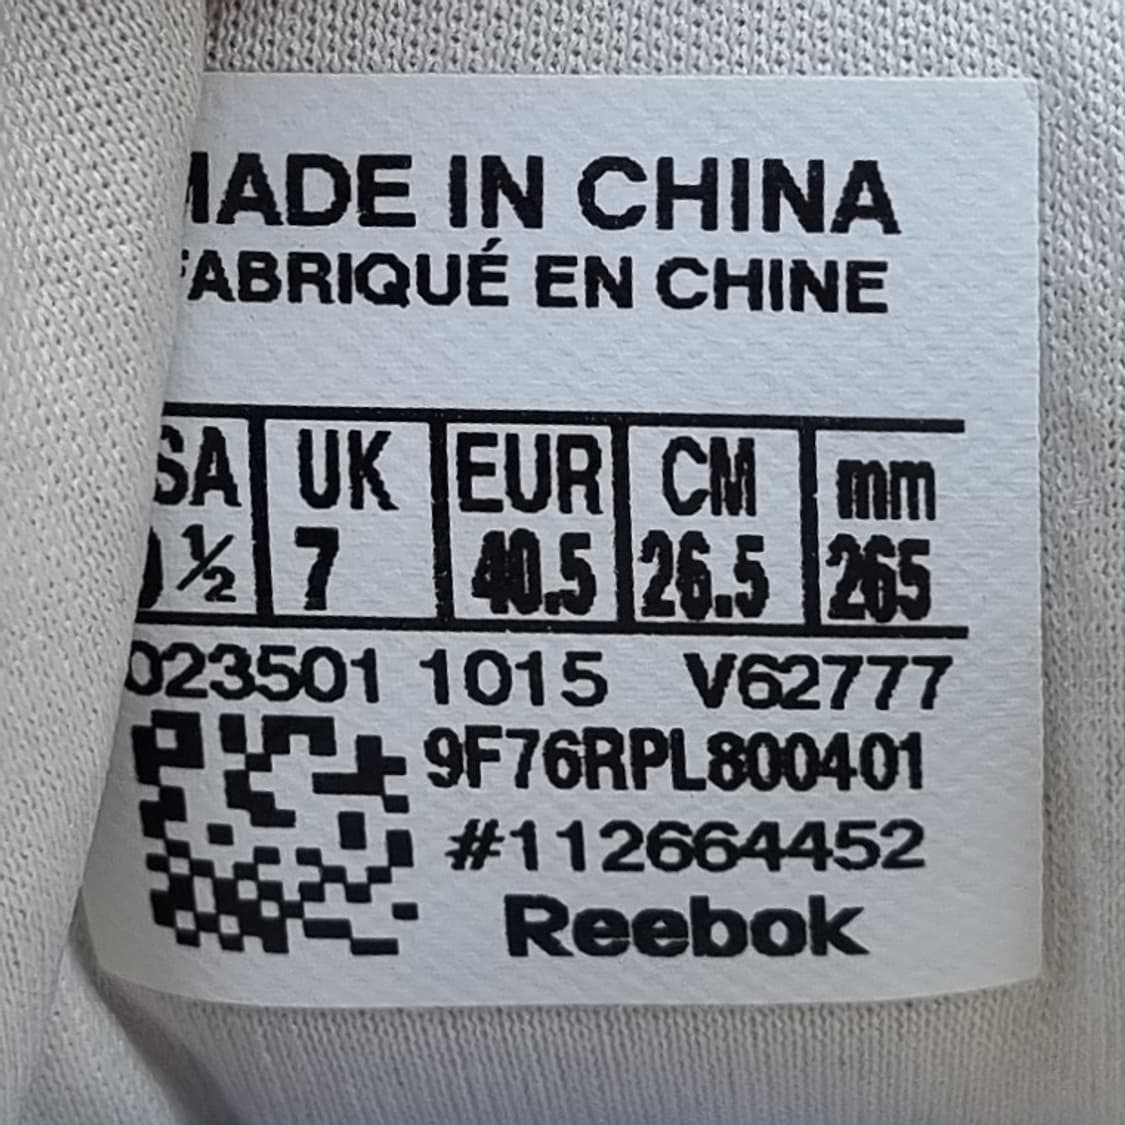 MADE IN CHINA
FABRIQUÉ EN CHINE
UK EUR CM mm
½ 7 40.5 26.5 265
023501 1015 V62777
9F76RPL800401
#112664452
Reebok